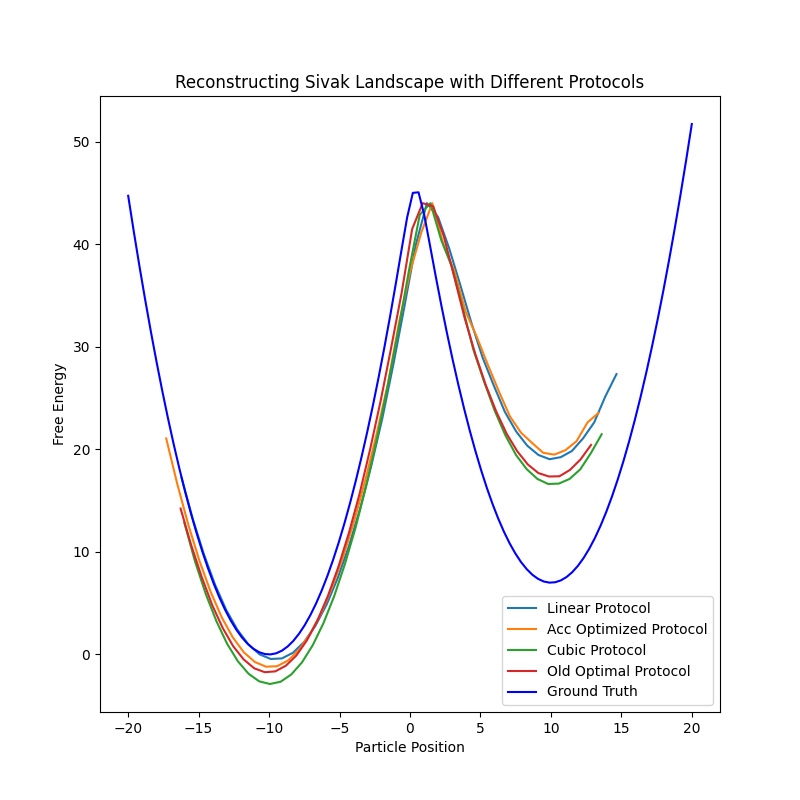 Reconstructing Sivak Landscape with Different Protocols
Free Energy
50
40
30
20
10
0
−20
−15
−10
−5
0
5
10
15
20
Particle Position
Linear Protocol
Acc Optimized Protocol
Cubic Protocol
Old Optimal Protocol
Ground Truth